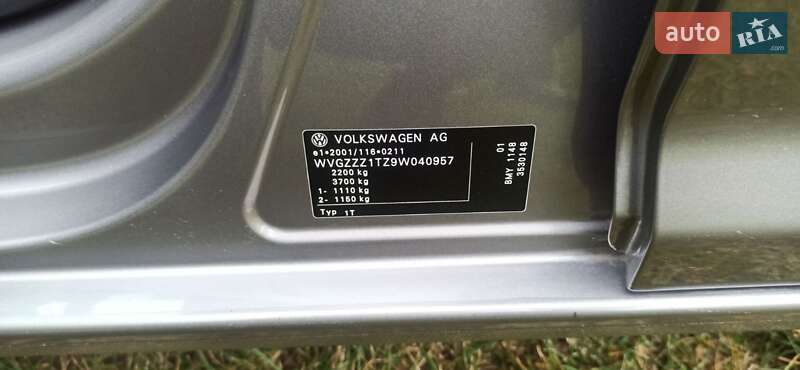 auto RIA
.com
VOLKSWAGEN AG
e1*2001/116*0211
WVGZZZ1TZ9W040957
2200 kg
3700 kg
1- 1110 kg
2- 1150 kg
Typ 1T
01
BMY 1148
3530148